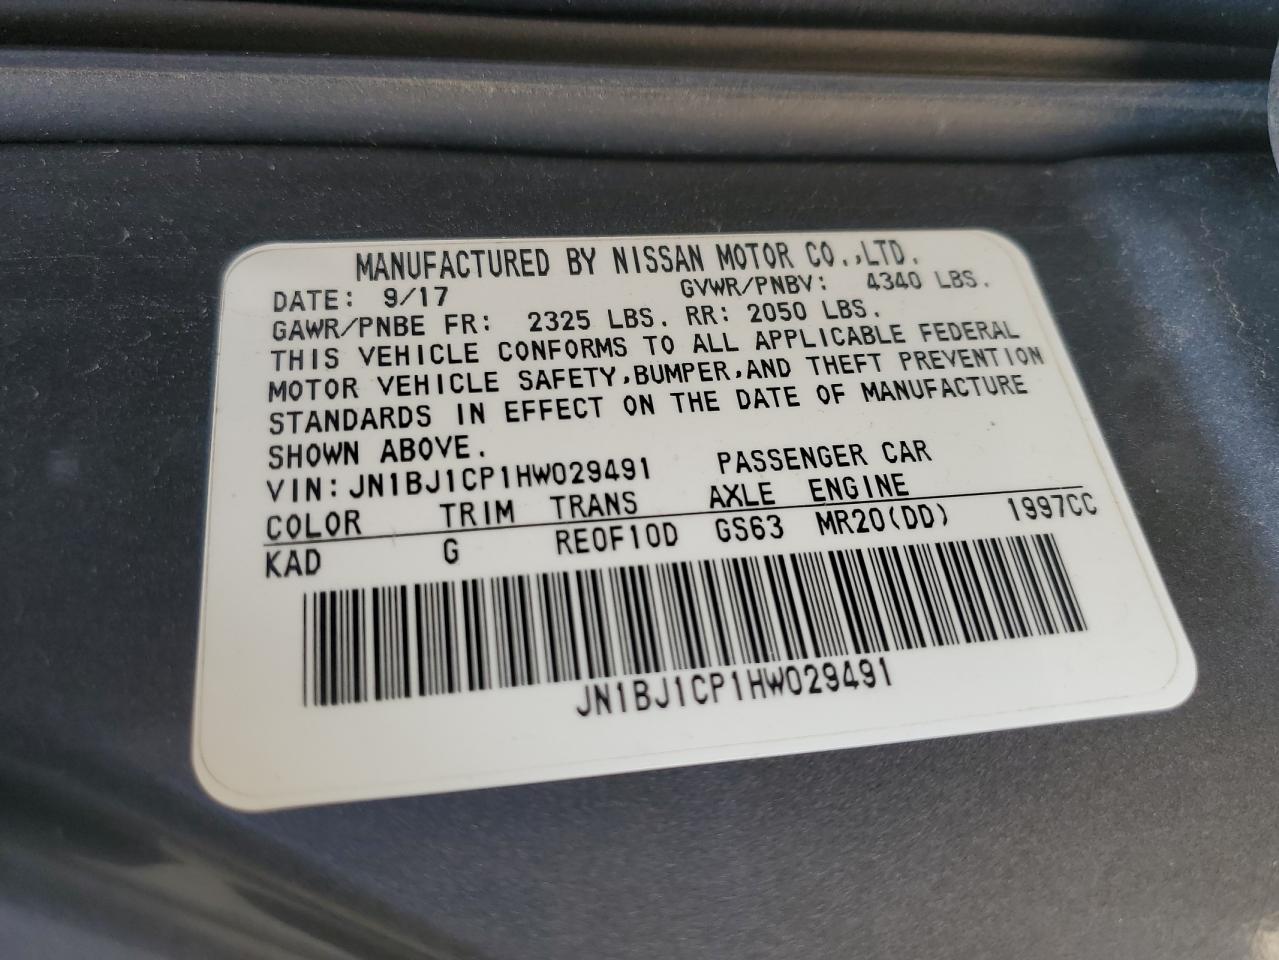 MANUFACTURED BY NISSAN MOTOR CO.,LTD.
DATE: 9/17 GVWR/PNBV: 4340 LBS.
GAWR/PNBE FR: 2325 LBS. RR: 2050 LBS.
THIS VEHICLE CONFORMS TO ALL APPLICABLE FEDERAL
MOTOR VEHICLE SAFETY,BUMPER,AND THEFT PREVENTION
STANDARDS IN EFFECT ON THE DATE OF MANUFACTURE
SHOWN ABOVE.
VIN:JN1BJ1CP1HW029491 PASSENGER CAR
COLOR TRIM TRANS AXLE ENGINE
KAD G RE0F10D GS63 MR20(DD) 1997CC
JN1BJ1CP1HW029491